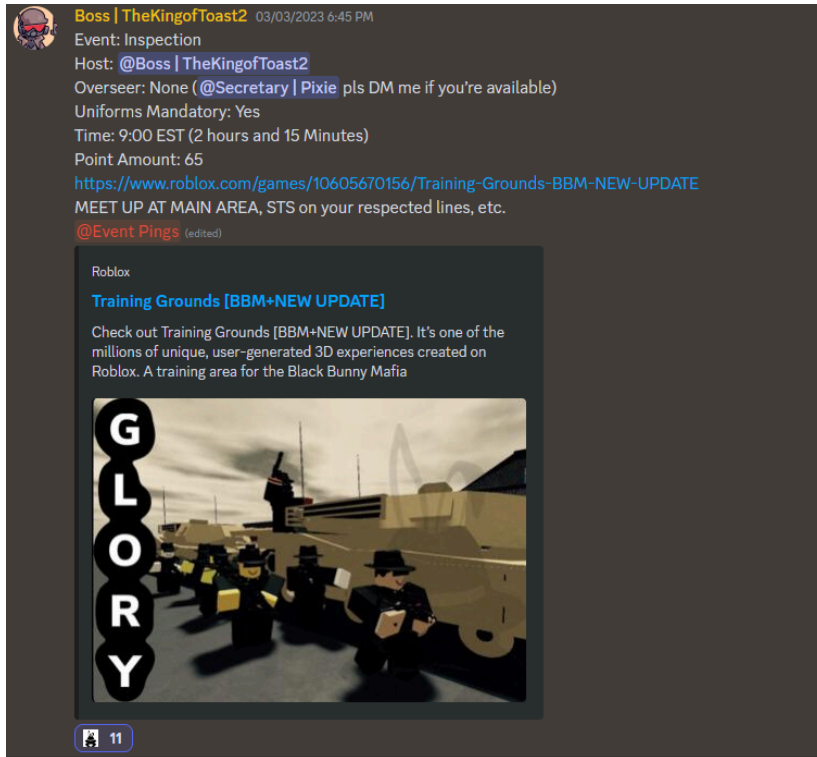 Boss | TheKingofToast2 03/03/2023 6:45 PM
Event: Inspection
Host: @Boss | TheKingofToast2
Overseer: None (@Secretary | Pixie pls DM me if you're available)
Uniforms Mandatory: Yes
Time: 9:00 EST (2 hours and 15 Minutes)
Point Amount: 65
https://www.roblox.com/games/10605670156/Training-Grounds-BBM-NEW-UPDATE
MEET UP AT MAIN AREA, STS on your respected lines, etc.
@Event Pings (edited)
Roblox
Training Grounds [BBM+NEW UPDATE]
Check out Training Grounds [BBM+NEW UPDATE]. It's one of the
millions of unique, user-generated 3D experiences created on
Roblox. A training area for the Black Bunny Mafia
G
L
O
R
Y
11